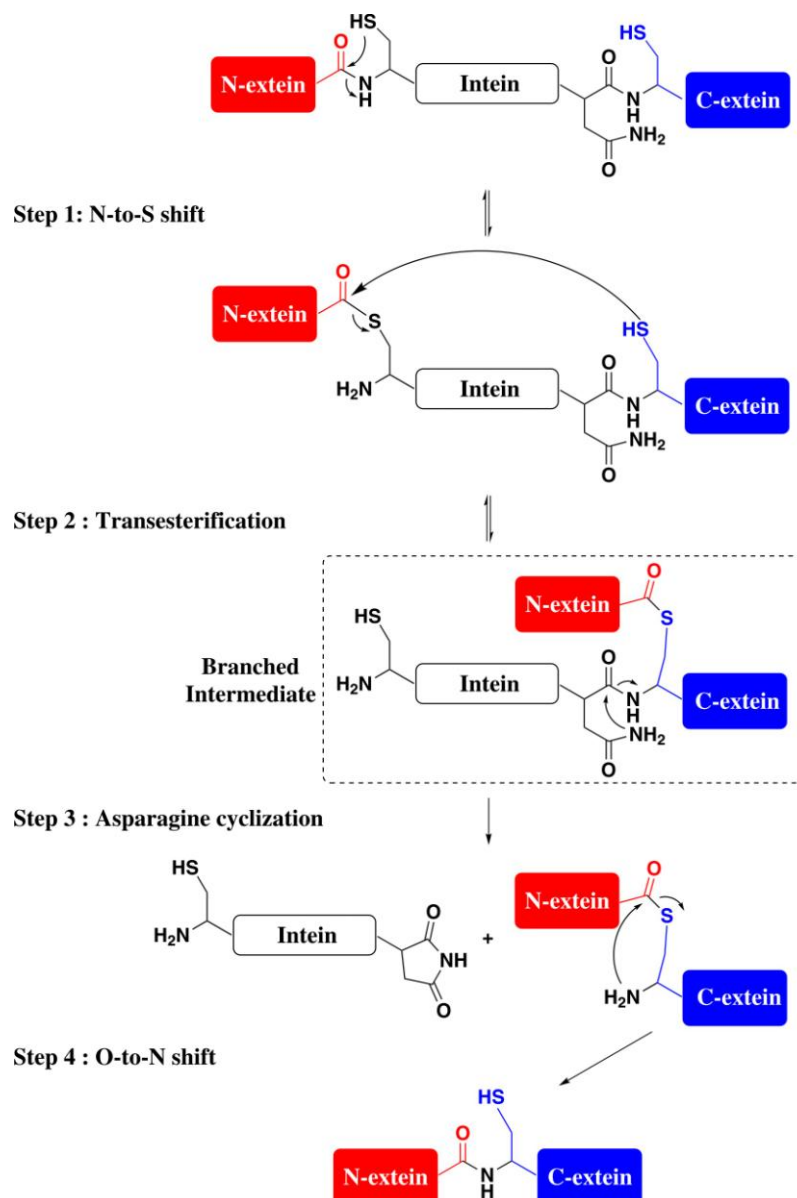 HS
O
HS
O
N-extein
N
H
Intein
N
H
C-extein
NH2
O
Step 1: N-to-S shift
O
N-extein
S
HS
O
H2N
Intein
N
H
C-extein
NH2
O
Step 2 : Transesterification
O
N-extein
HS
S
Branched
Intermediate
O
H2N
Intein
N
H
C-extein
NH2
O
Step 3 : Asparagine cyclization
HS
O
N-extein
S
O
H2N
Intein
NH
+
O
H2N
C-extein
Step 4 : O-to-N shift
HS
O
N-extein
N
H
C-extein